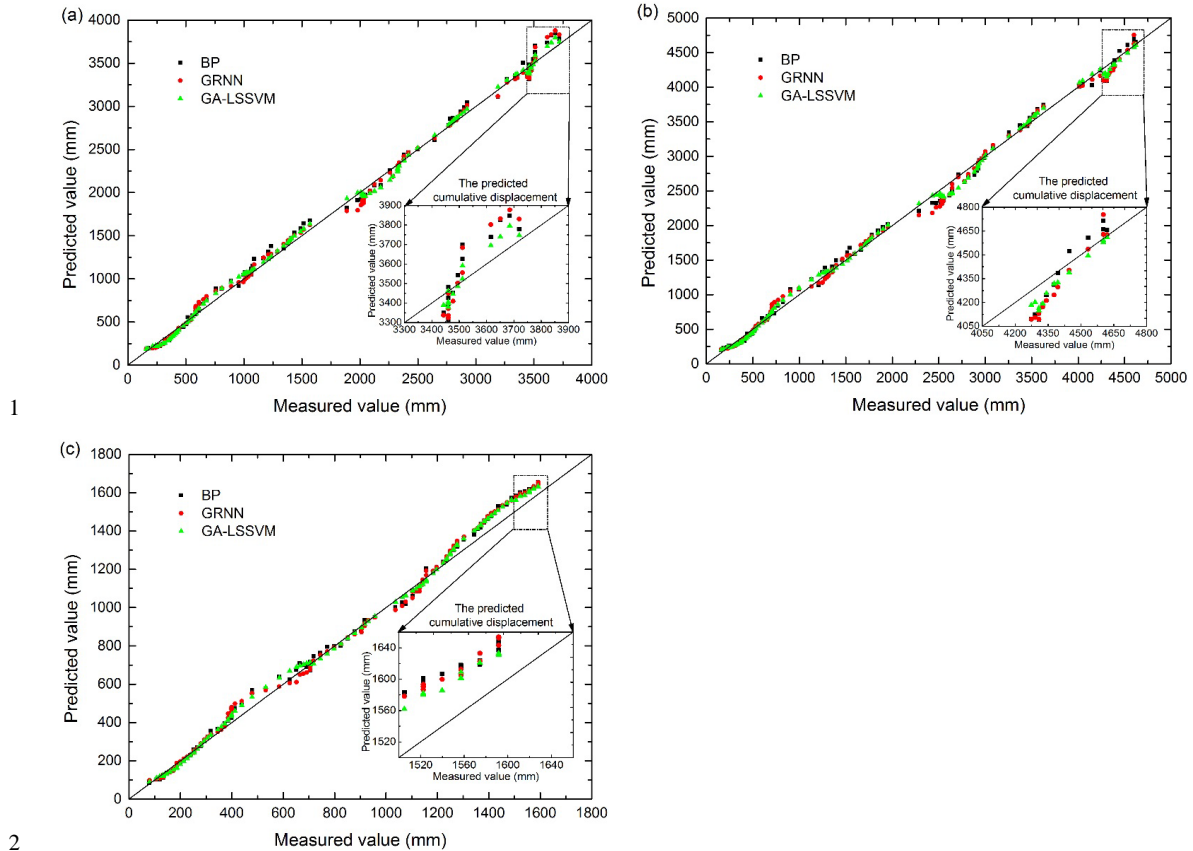 (a)
4000
3500
3000
2500
2000
1500
1000
500
0
Predicted value (mm)
BP
GRNN
GA-LSSVM
The predicted
cumulative displacement
3900
3800
3700
3600
3500
3400
3300
Predicted value (mm)
3300 3400 3500 3600 3700 3800 3900
Measured value (mm)
0 500 1000 1500 2000 2500 3000 3500 4000
Measured value (mm)
1
(b)
5000
4500
4000
3500
3000
2500
2000
1500
1000
500
0
Predicted value (mm)
BP
GRNN
GA-LSSVM
The predicted
cumulative displacement
4800
4650
4500
4350
4200
4050
Predicted value (mm)
4050 4200 4350 4500 4650 4800
Measured value (mm)
0 500 1000 1500 2000 2500 3000 3500 4000 4500 5000
Measured value (mm)
(c)
1800
1600
1400
1200
1000
800
600
400
200
0
Predicted value (mm)
BP
GRNN
GA-LSSVM
The predicted
cumulative displacement
1640
1600
1560
1520
Predicted value (mm)
1520 1560 1600 1640
Measured value (mm)
0 200 400 600 800 1000 1200 1400 1600 1800
Measured value (mm)
2